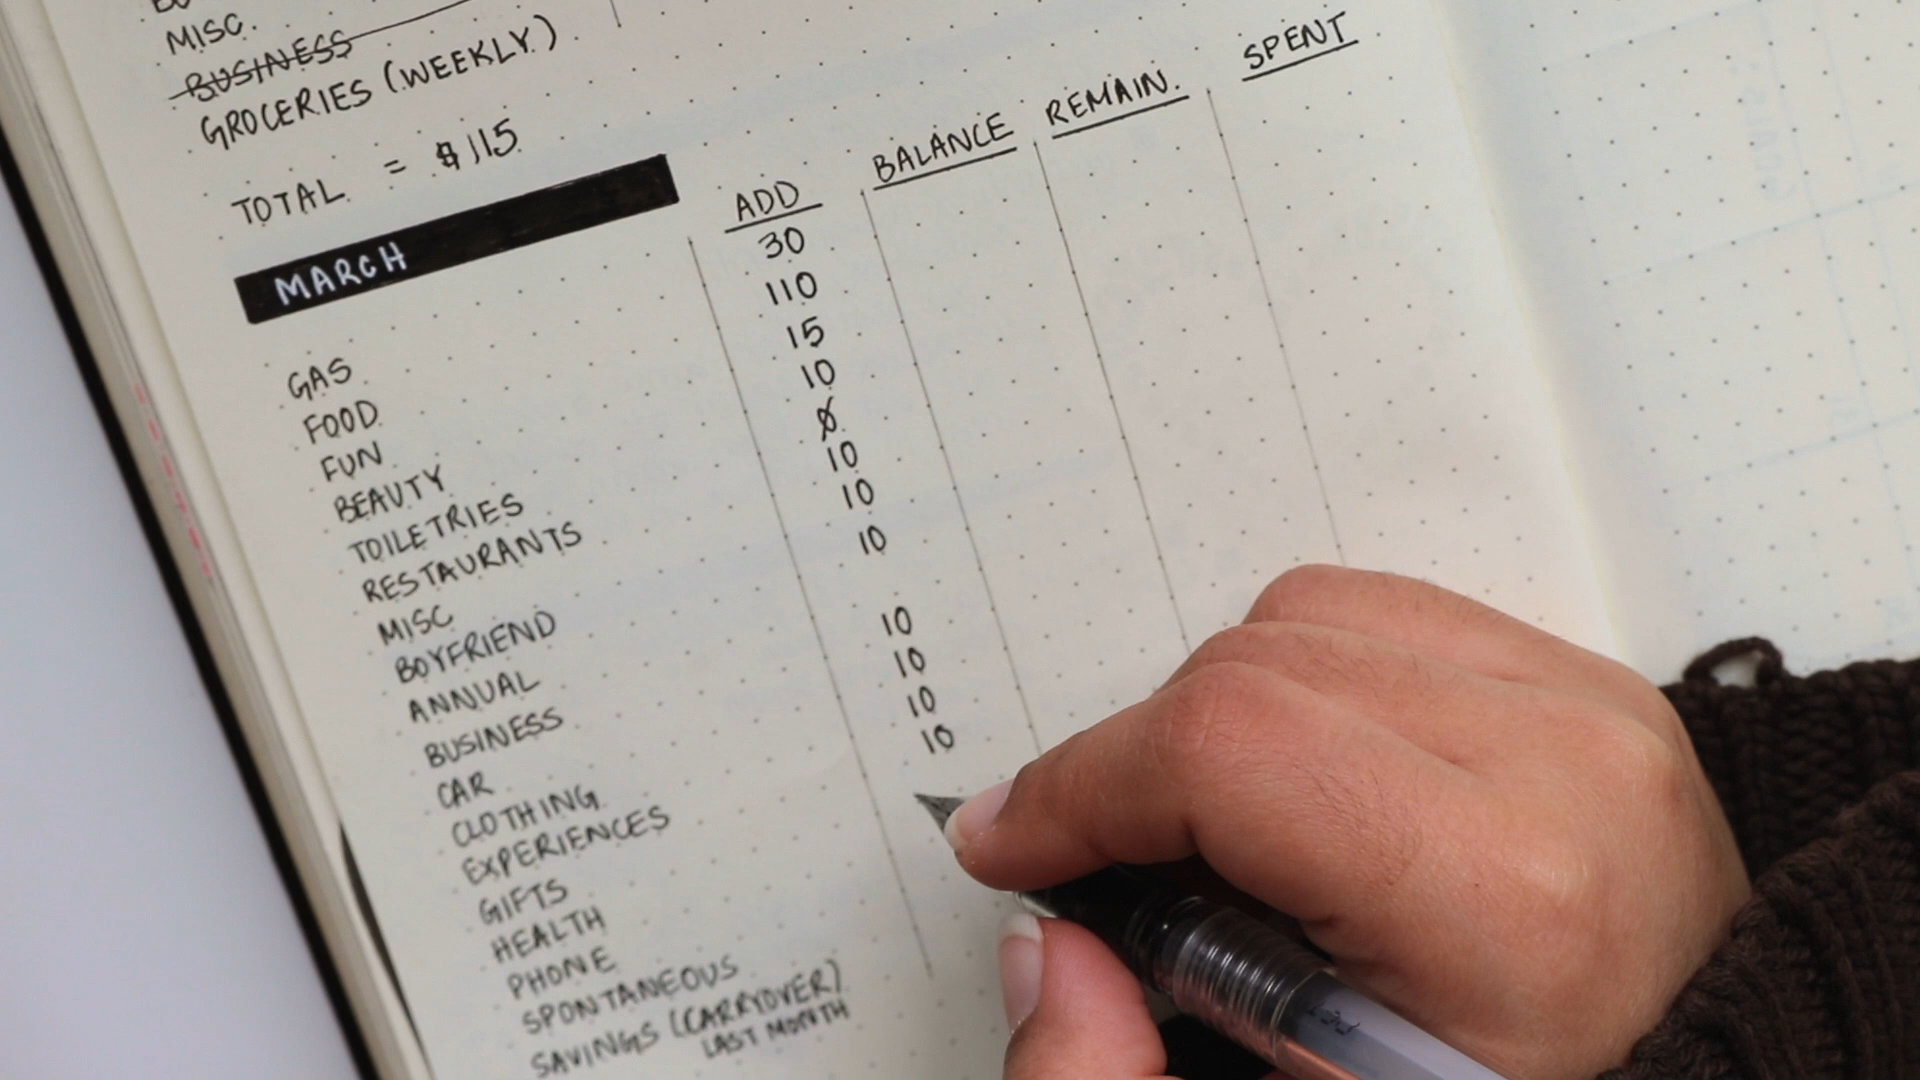 MISC.
BUSINESS
GROCERIES (WEEKLY)
TOTAL = $115
MARCH ADD BALANCE REMAIN. SPENT
GAS 30
FOOD 110
FUN 15
BEAUTY 10
TOILETRIES Ø
RESTAURANTS 10
MISC 10
BOYFRIEND 10
ANNUAL
BUSINESS 10
CAR 10
CLOTHING 10
EXPERIENCES 10
GIFTS
HEALTH
PHONE
SPONTANEOUS
SAVINGS (CARRYOVER)
LAST MONTH